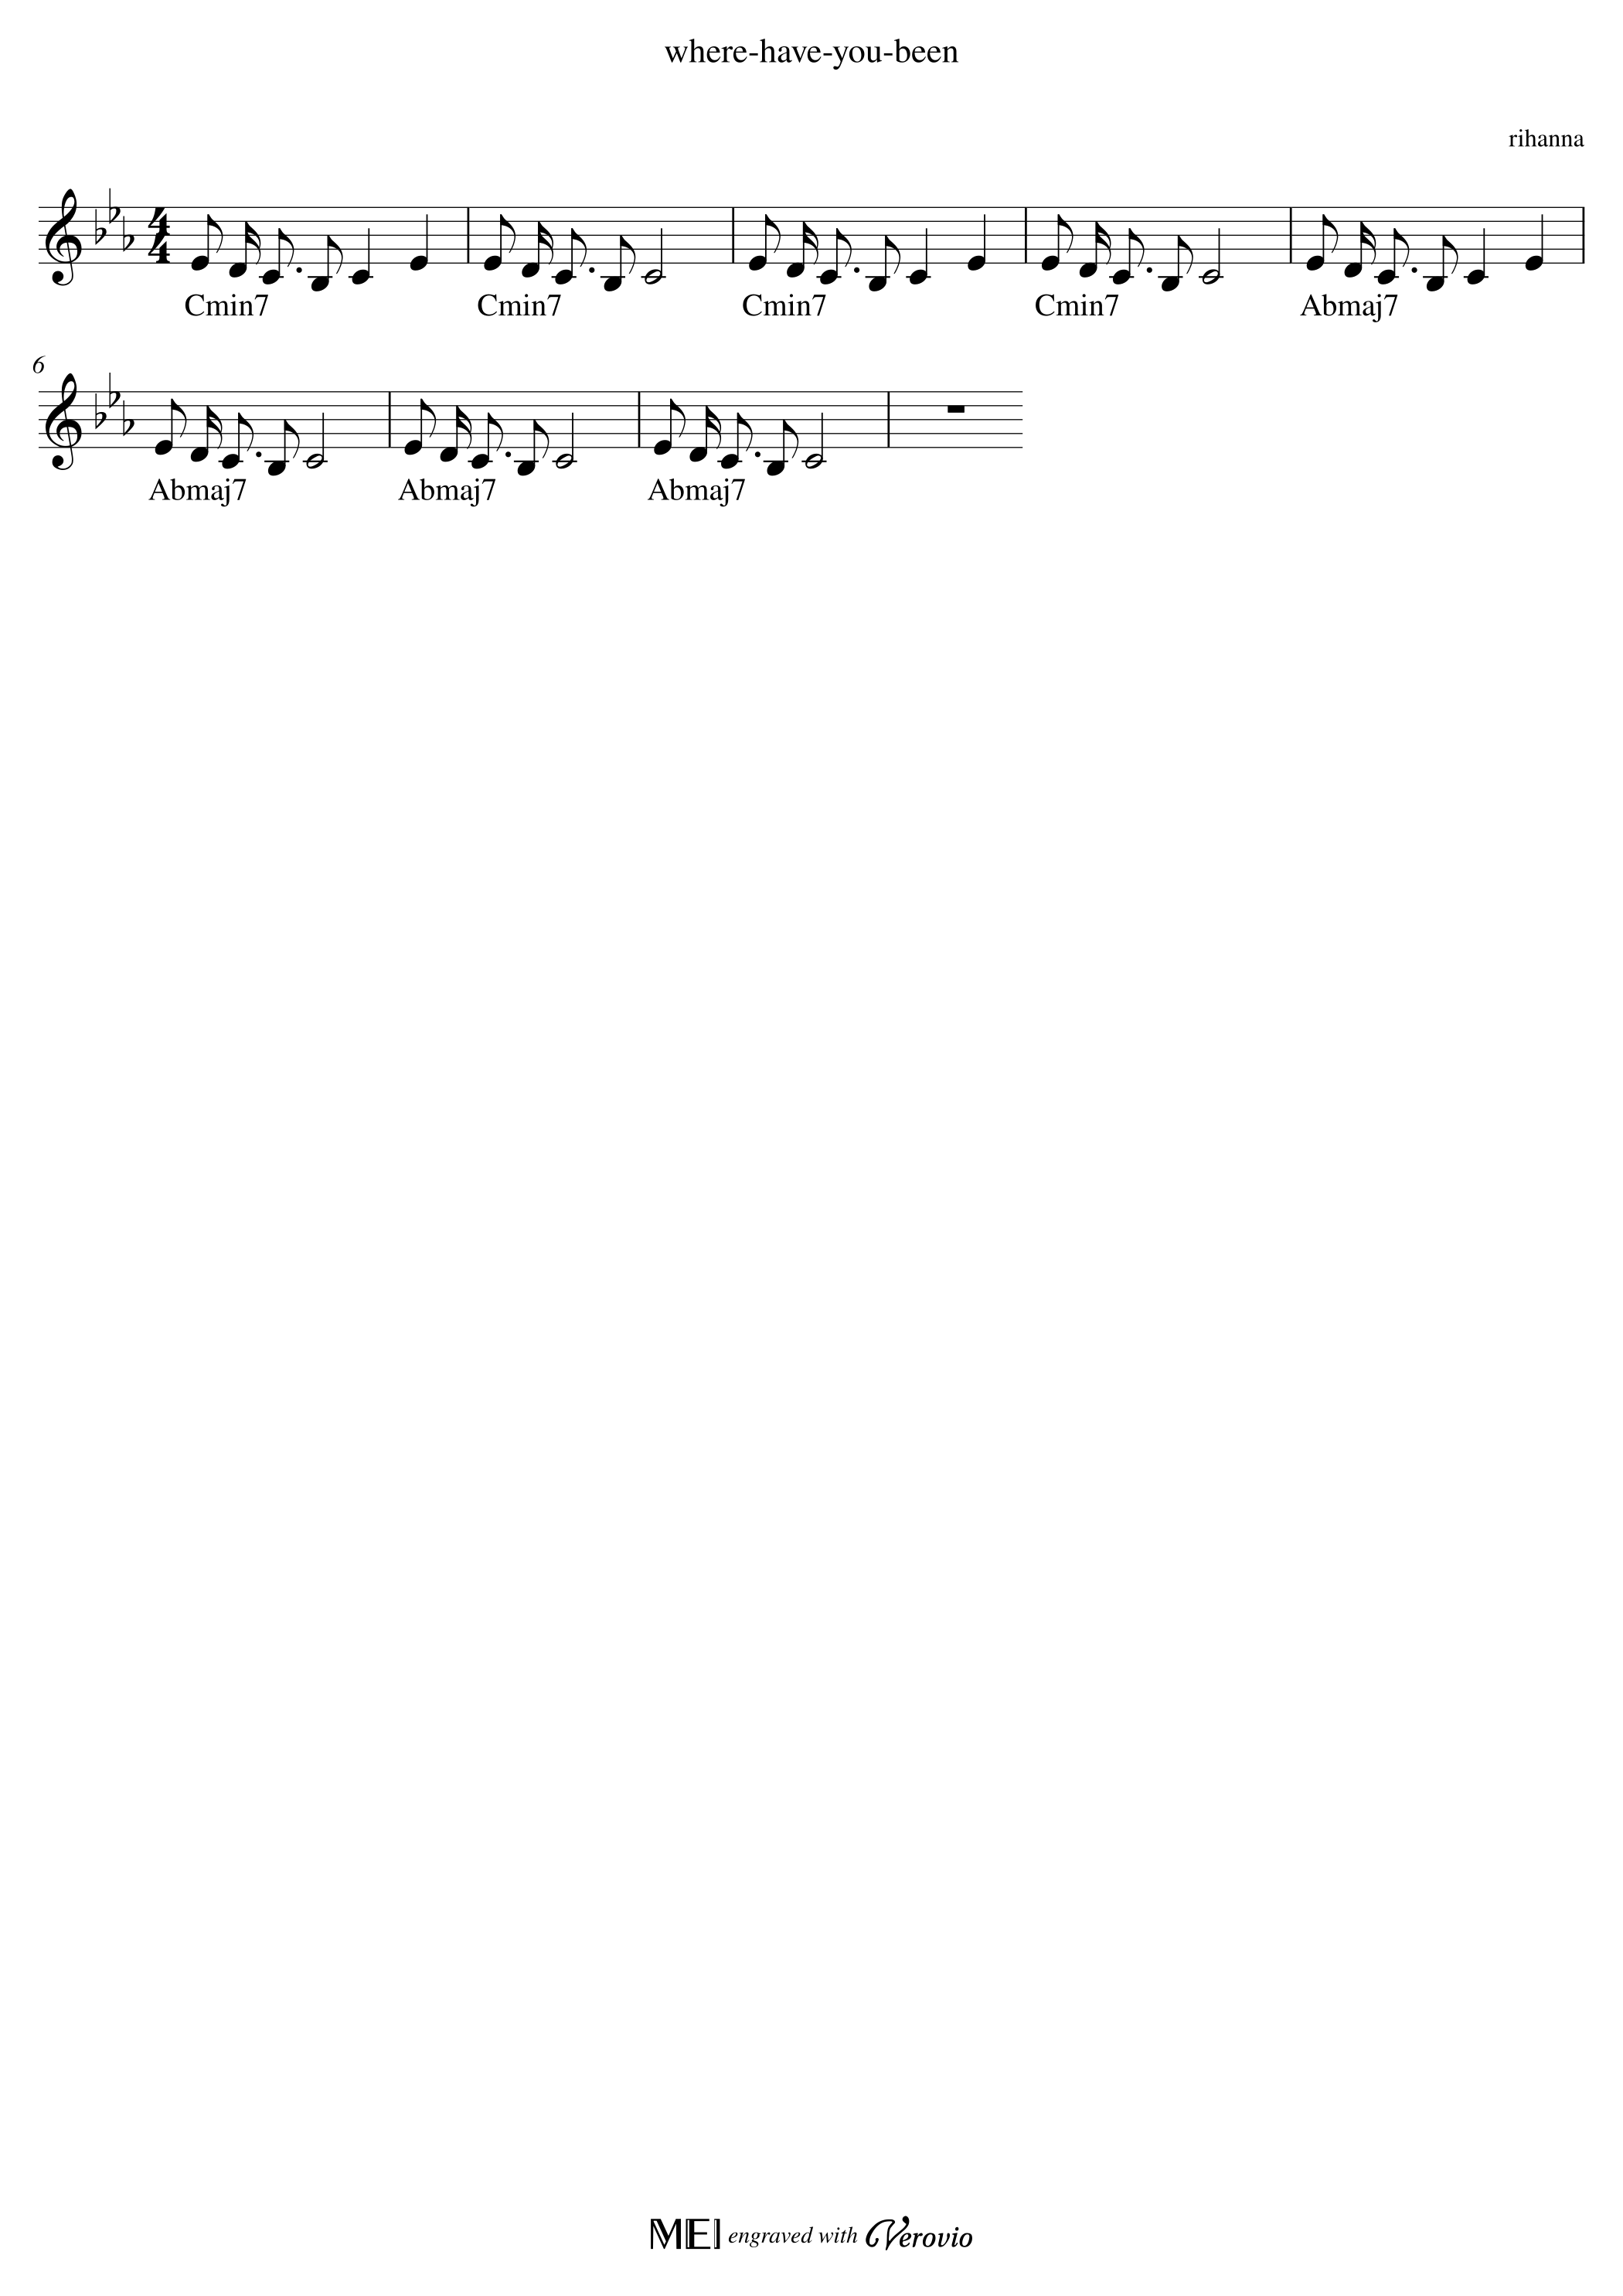 where-have-you-been
rihanna
4
4
Cmin7 Cmin7 Cmin7 Cmin7 Abmaj7
6
Abmaj7 Abmaj7 Abmaj7
MEI engraved with Verovio